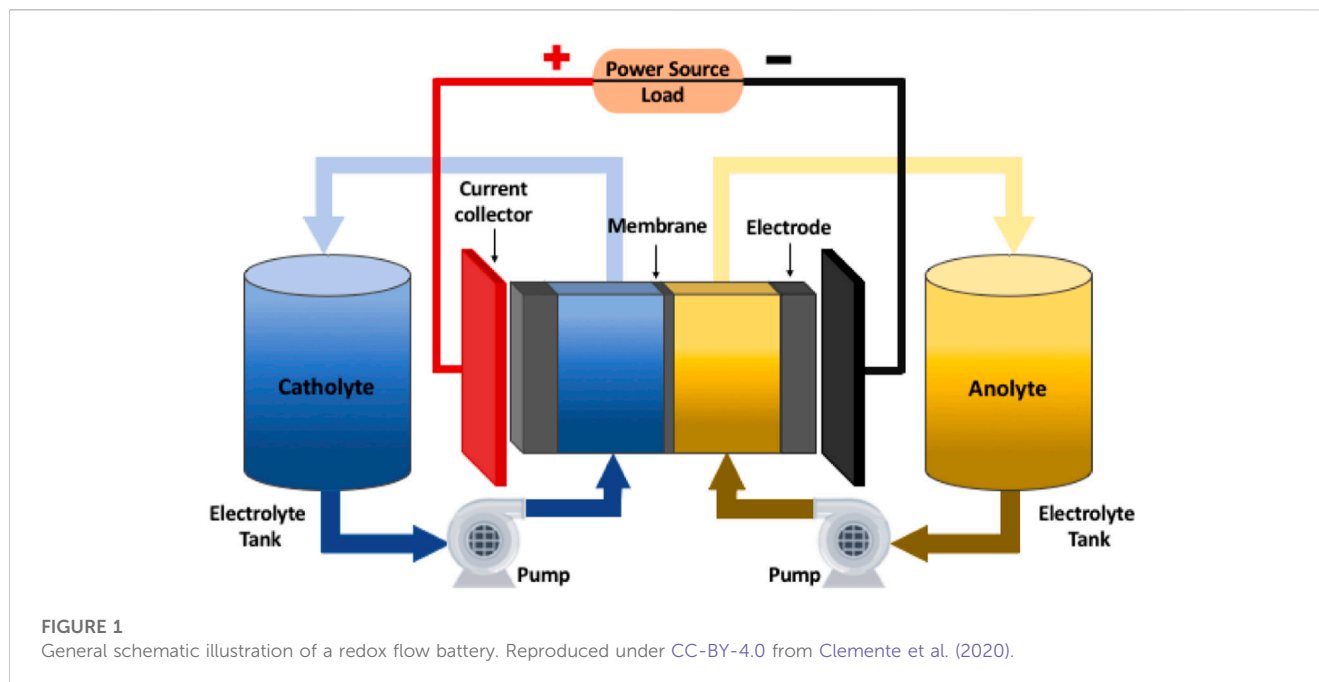 +
−
Power Source
Load
Current
collector
Membrane
Electrode
Catholyte
Anolyte
Electrolyte
Tank
Pump
Pump
Electrolyte
Tank
FIGURE 1
General schematic illustration of a redox flow battery. Reproduced under CC-BY-4.0 from Clemente et al. (2020).